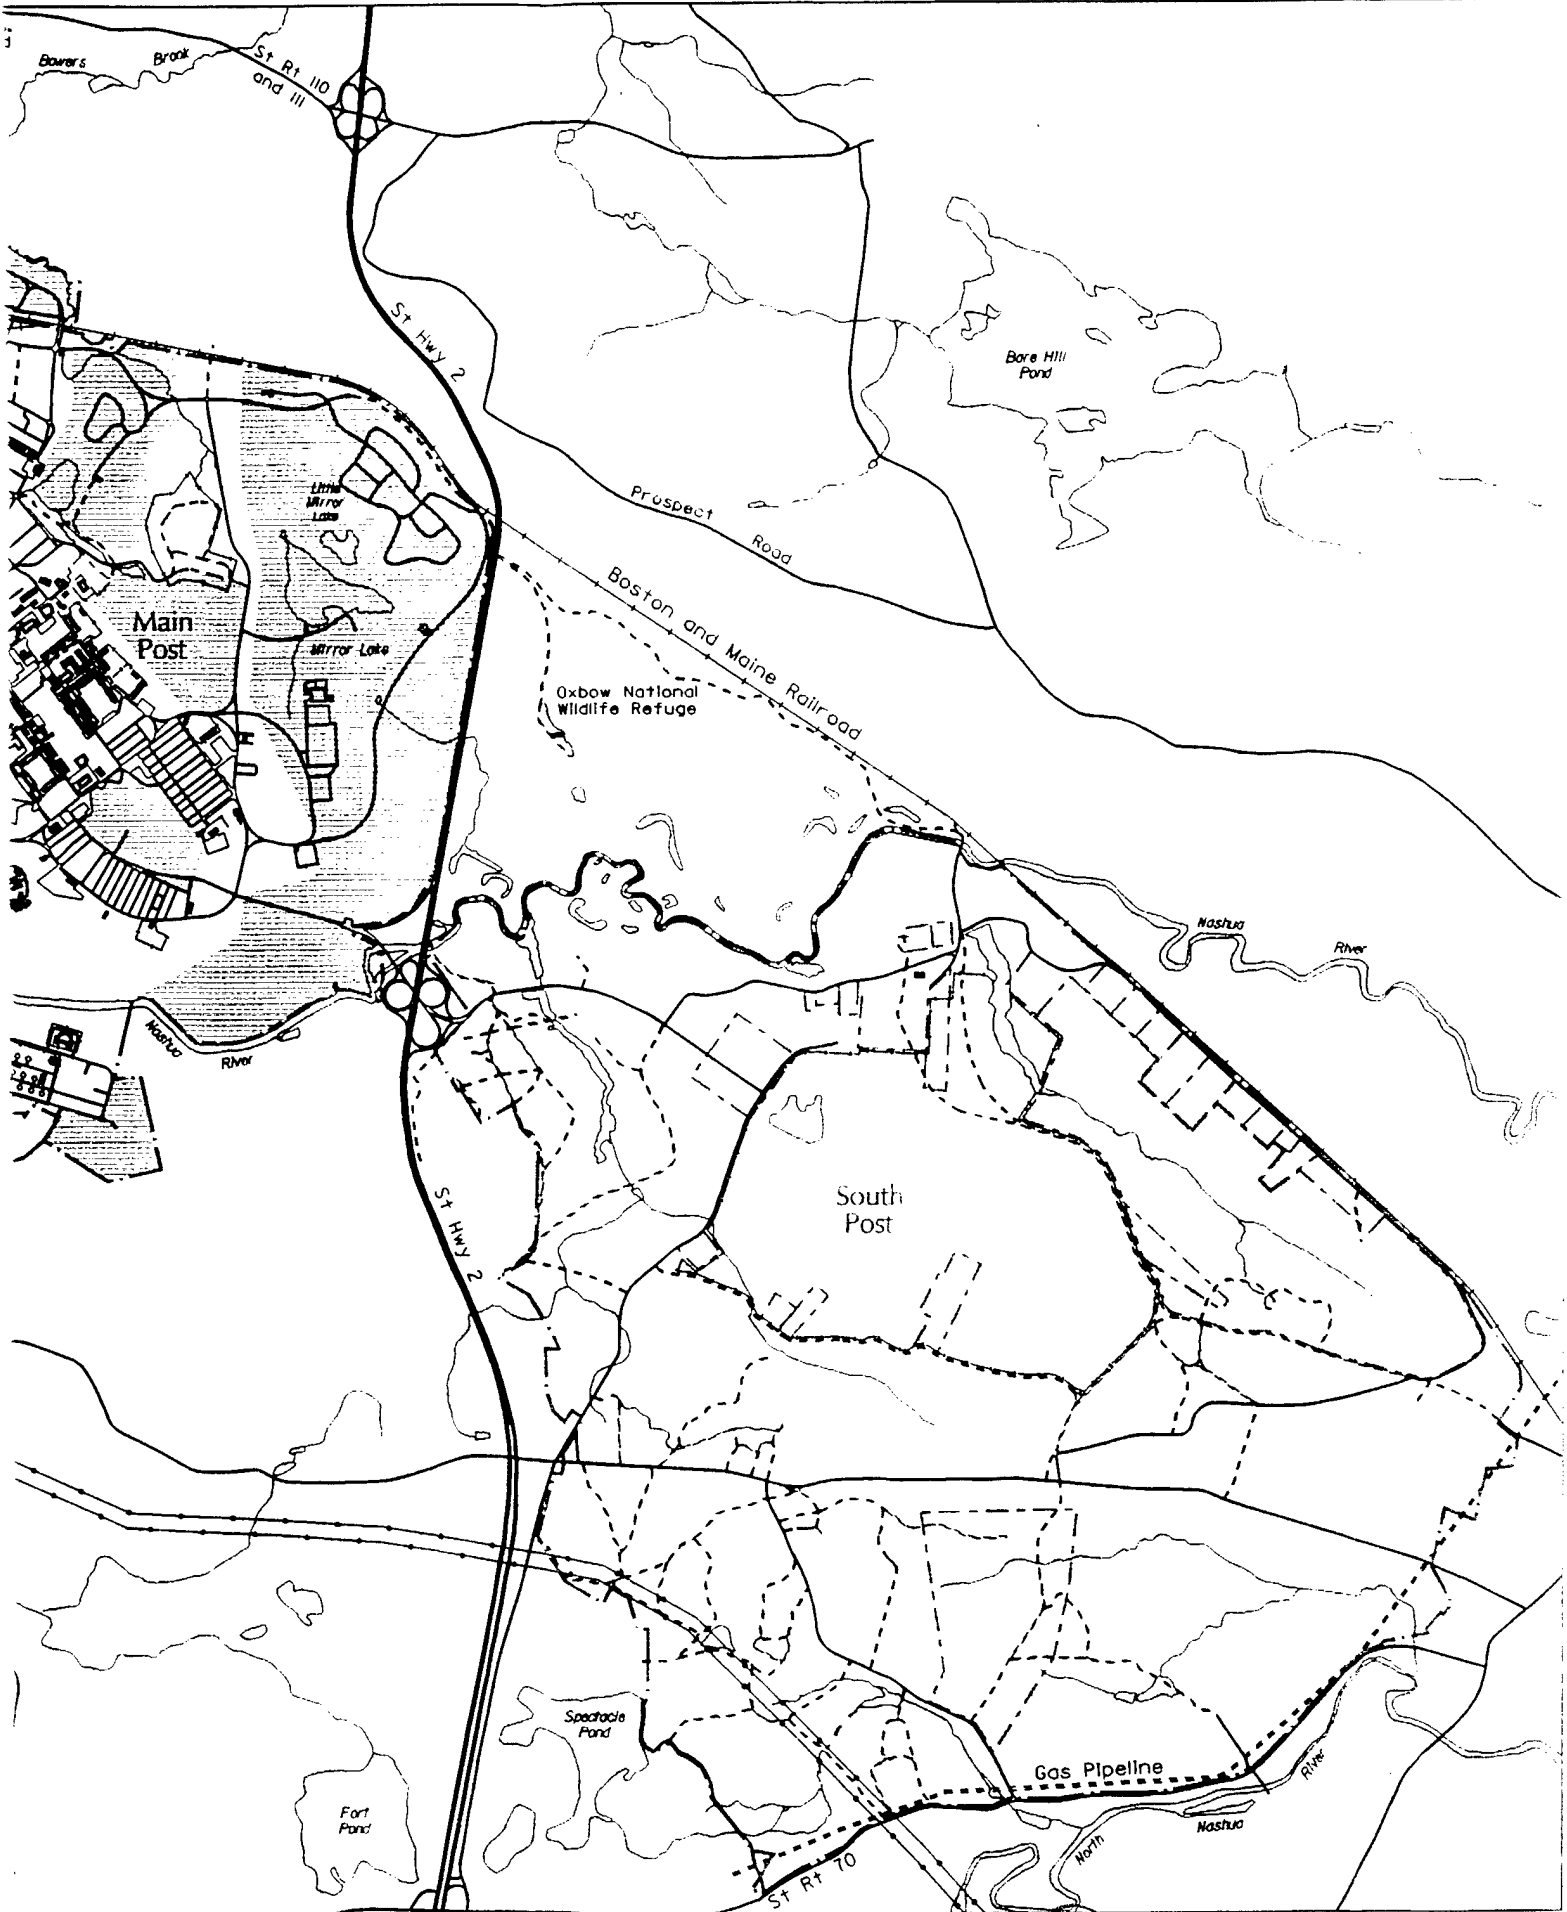 Bowers Brook
St Rt 110
and 111
St Hwy 2
Bare Hill
Pond
Little
Mirror
Lake
Prospect Road
Boston and Maine Railroad
Main
Post
Mirror Lake
Oxbow National
Wildlife Refuge
Nashua River
Nashua River
South
Post
St Hwy 2
Spectacle
Pond
Gas Pipeline
Fort
Pond
North Nashua River
St Rt 70